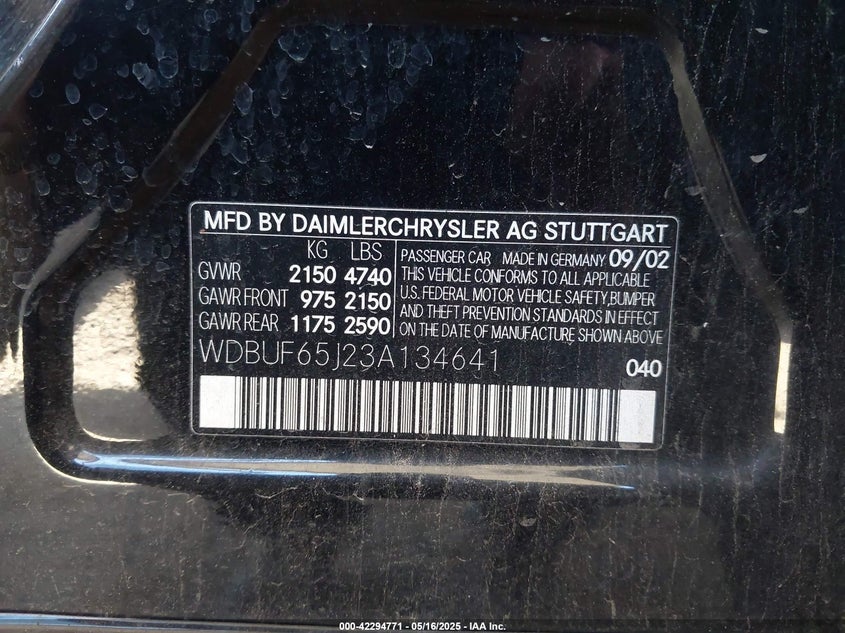 MFD BY DAIMLERCHRYSLER AG STUTTGART
KG LBS
GVWR 2150 4740
GAWR FRONT 975 2150
GAWR REAR 1175 2590
PASSENGER CAR MADE IN GERMANY 09/02
THIS VEHICLE CONFORMS TO ALL APPLICABLE
U.S. FEDERAL MOTOR VEHICLE SAFETY,BUMPER
AND THEFT PREVENTION STANDARDS IN EFFECT
ON THE DATE OF MANUFACTURE SHOWN ABOVE
WDBUF65J23A134641
040
000-42294771 - 05/16/2025 - IAA Inc.